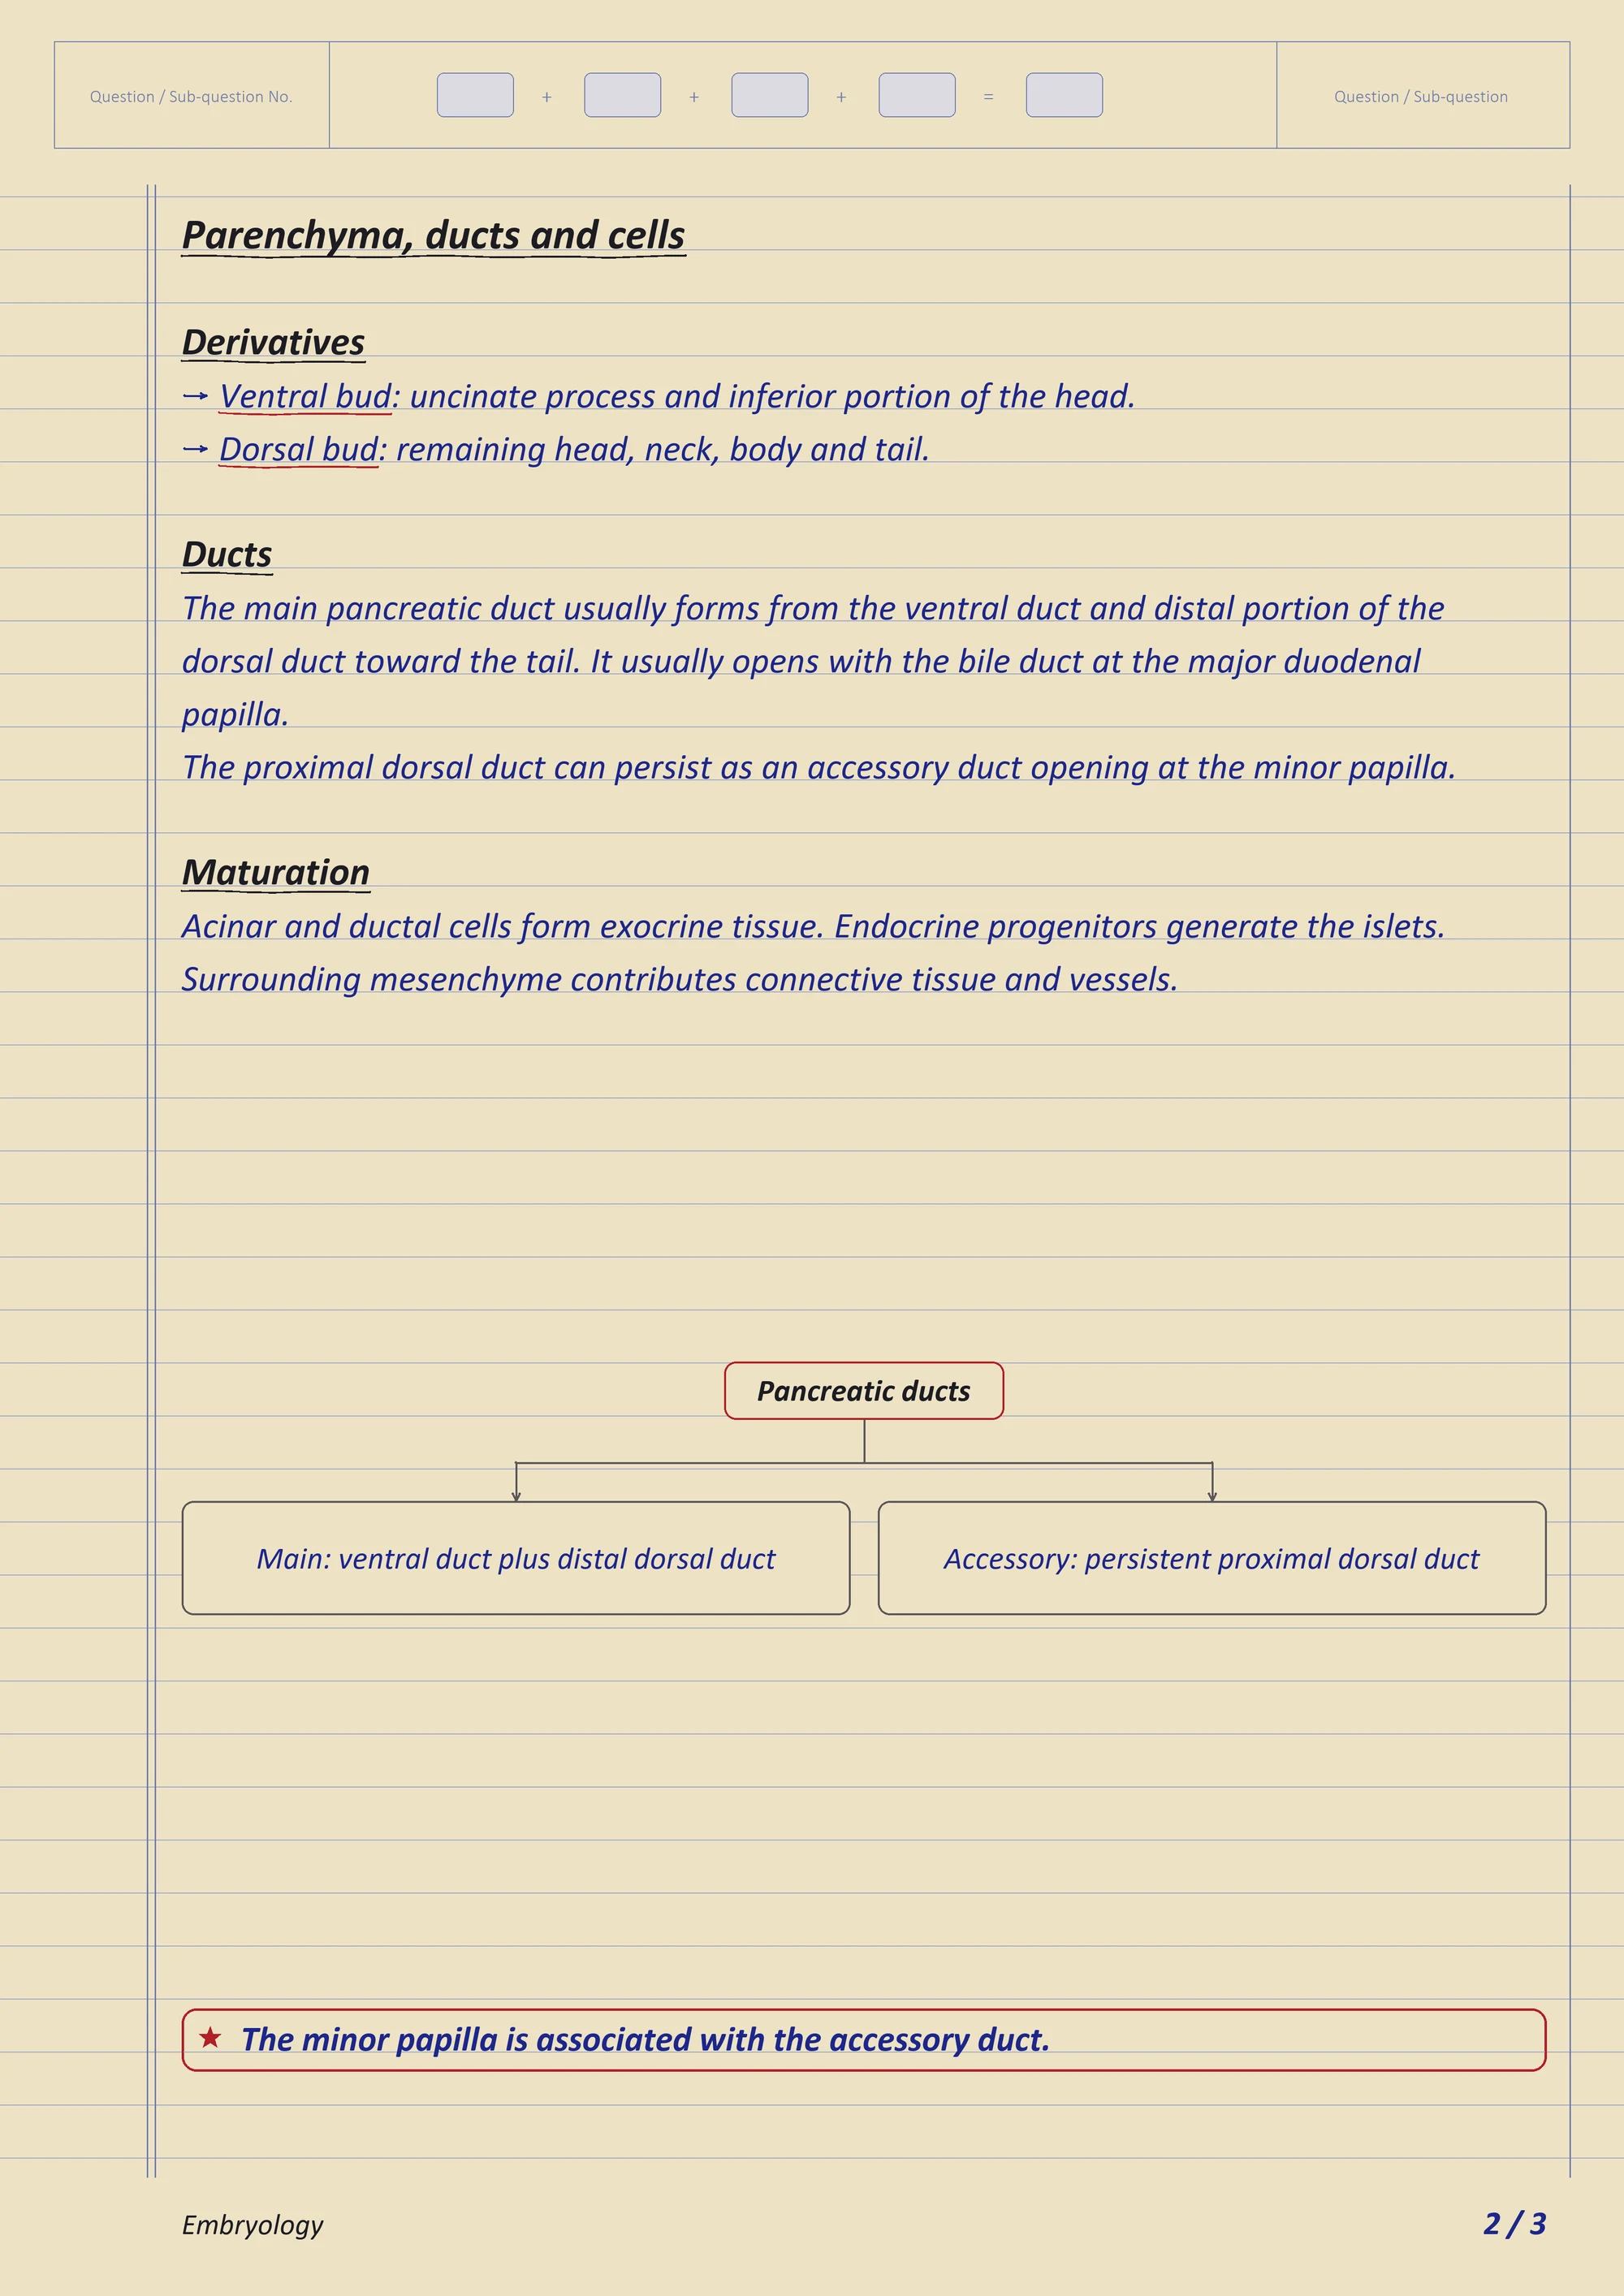 Question / Sub-question No.
+ + + =
Question / Sub-question
Parenchyma, ducts and cells
Derivatives
→ Ventral bud: uncinate process and inferior portion of the head.
→ Dorsal bud: remaining head, neck, body and tail.
Ducts
The main pancreatic duct usually forms from the ventral duct and distal portion of the
dorsal duct toward the tail. It usually opens with the bile duct at the major duodenal
papilla.
The proximal dorsal duct can persist as an accessory duct opening at the minor papilla.
Maturation
Acinar and ductal cells form exocrine tissue. Endocrine progenitors generate the islets.
Surrounding mesenchyme contributes connective tissue and vessels.
Pancreatic ducts
Main: ventral duct plus distal dorsal duct
Accessory: persistent proximal dorsal duct
★ The minor papilla is associated with the accessory duct.
Embryology
2 / 3